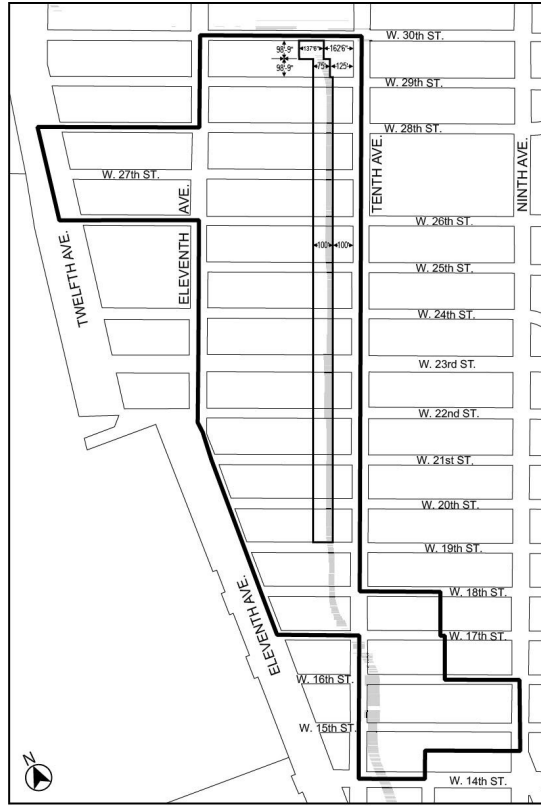 W. 30th ST.
98'-9"
137'6"
162'6"
98'-9"
75'
125'
W. 29th ST.
W. 28th ST.
W. 27th ST.
TENTH AVE.
NINTH AVE.
ELEVENTH AVE.
W. 26th ST.
TWELFTH AVE.
100'
100'
W. 25th ST.
W. 24th ST.
W. 23rd ST.
W. 22nd ST.
W. 21st ST.
W. 20th ST.
W. 19th ST.
W. 18th ST.
ELEVENTH AVE.
W. 17th ST.
W. 16th ST.
W. 15th ST.
W. 14th ST.
N